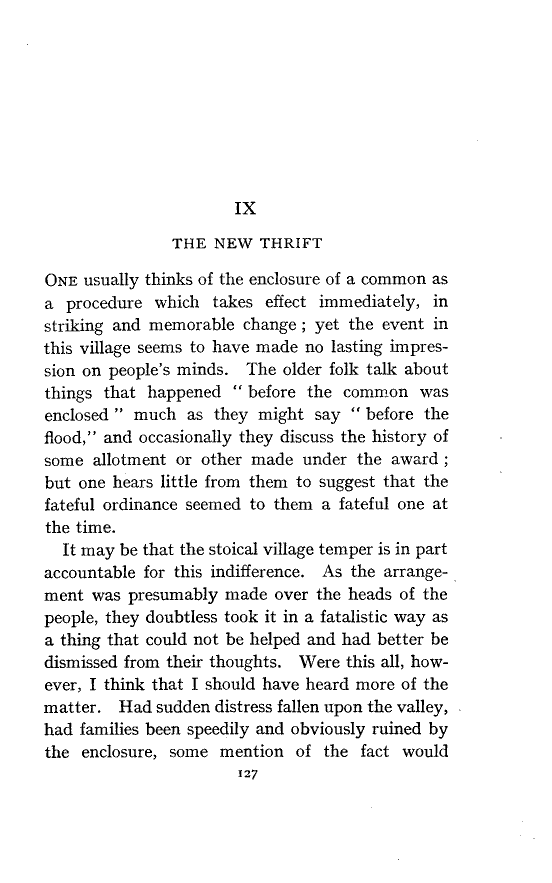 IX
THE NEW THRIFT
ONE usually thinks of the enclosure of a common as
a procedure which takes effect immediately, in
striking and memorable change ; yet the event in
this village seems to have made no lasting impres-
sion on people's minds. The older folk talk about
things that happened " before the common was
enclosed " much as they might say " before the
flood," and occasionally they discuss the history of
some allotment or other made under the award ;
but one hears little from them to suggest that the
fateful ordinance seemed to them a fateful one at
the time.
It may be that the stoical village temper is in part
accountable for this indifference. As the arrange-
ment was presumably made over the heads of the
people, they doubtless took it in a fatalistic way as
a thing that could not be helped and had better be
dismissed from their thoughts. Were this all, how-
ever, I think that I should have heard more of the
matter. Had sudden distress fallen upon the valley,
had families been speedily and obviously ruined by
the enclosure, some mention of the fact would
127